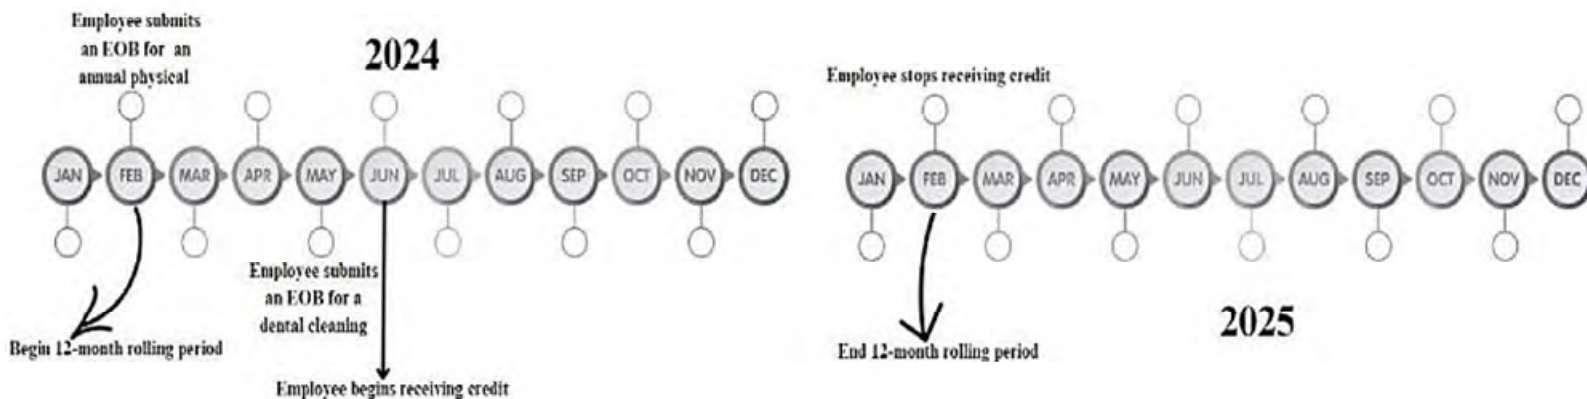 Employee submits
an EOB for an
annual physical
2024
JAN FEB MAR APR MAY JUN JUL AUG SEP OCT NOV DEC
Employee submits
an EOB for a
dental cleaning
Begin 12-month rolling period
Employee begins receiving credit
Employee stops receiving credit
JAN FEB MAR APR MAY JUN JUL AUG SEP OCT NOV DEC
2025
End 12-month rolling period